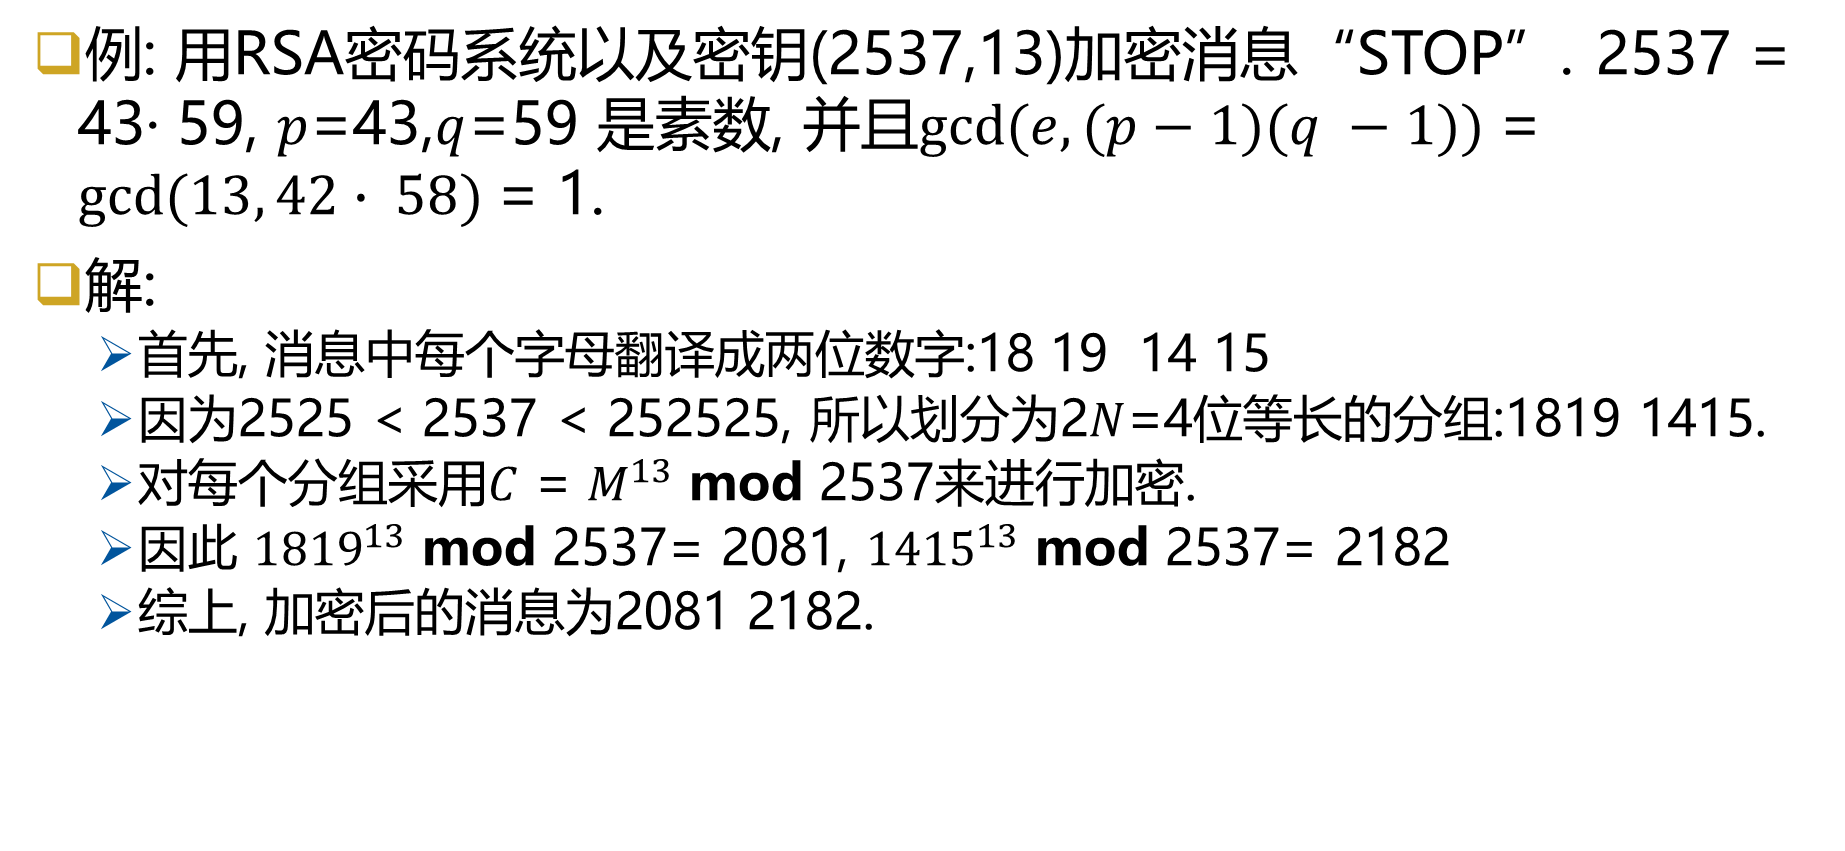 例: 用RSA密码系统以及密钥(2537,13)加密消息“STOP”. 2537 =
43· 59, p=43,q=59 是素数, 并且gcd(e, (p − 1)(q − 1)) =
gcd(13, 42 · 58) = 1.
解:
首先, 消息中每个字母翻译成两位数字:18 19 14 15
因为2525 < 2537 < 252525, 所以划分为2N=4位等长的分组:1819 1415.
对每个分组采用C = M¹³ mod 2537来进行加密.
因此 1819¹³ mod 2537= 2081, 1415¹³ mod 2537= 2182
综上, 加密后的消息为2081 2182.